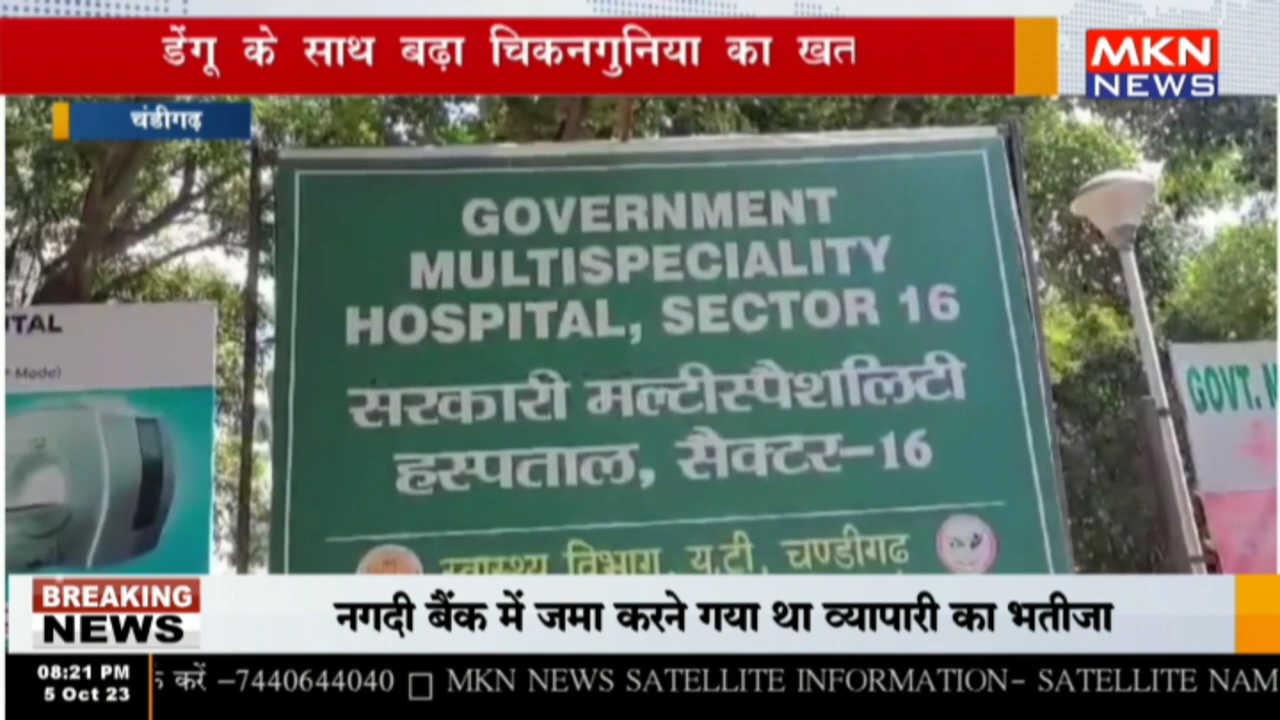 डेंगू के साथ बढ़ा चिकनगुनिया का खत
MKN
NEWS
चंडीगढ़
GOVERNMENT
MULTISPECIALITY
HOSPITAL, SECTOR 16
सरकारी मल्टीस्पैशलिटी
हस्पताल, सैक्टर-16
स्वास्थ्य विभाग, यू.टी. चण्डीगढ़
ITAL
Mode)
GOVT.
BREAKING
NEWS
नगदी बैंक में जमा करने गया था व्यापारी का भतीजा
08:21 PM
5 Oct 23
करें –7440644040 □ MKN NEWS SATELLITE INFORMATION– SATELLITE NAM